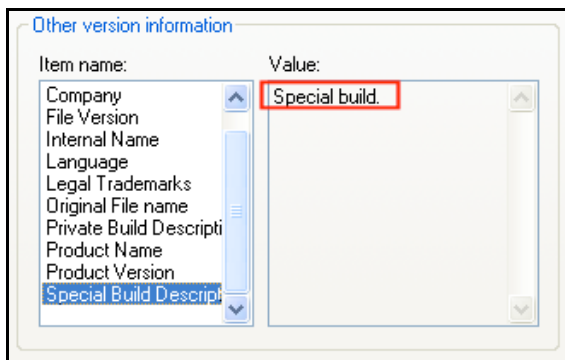 Other version information
Item name:
Value:
Company
File Version
Internal Name
Language
Legal Trademarks
Original File name
Private Build Descripti
Product Name
Product Version
Special Build Descript
Special build.